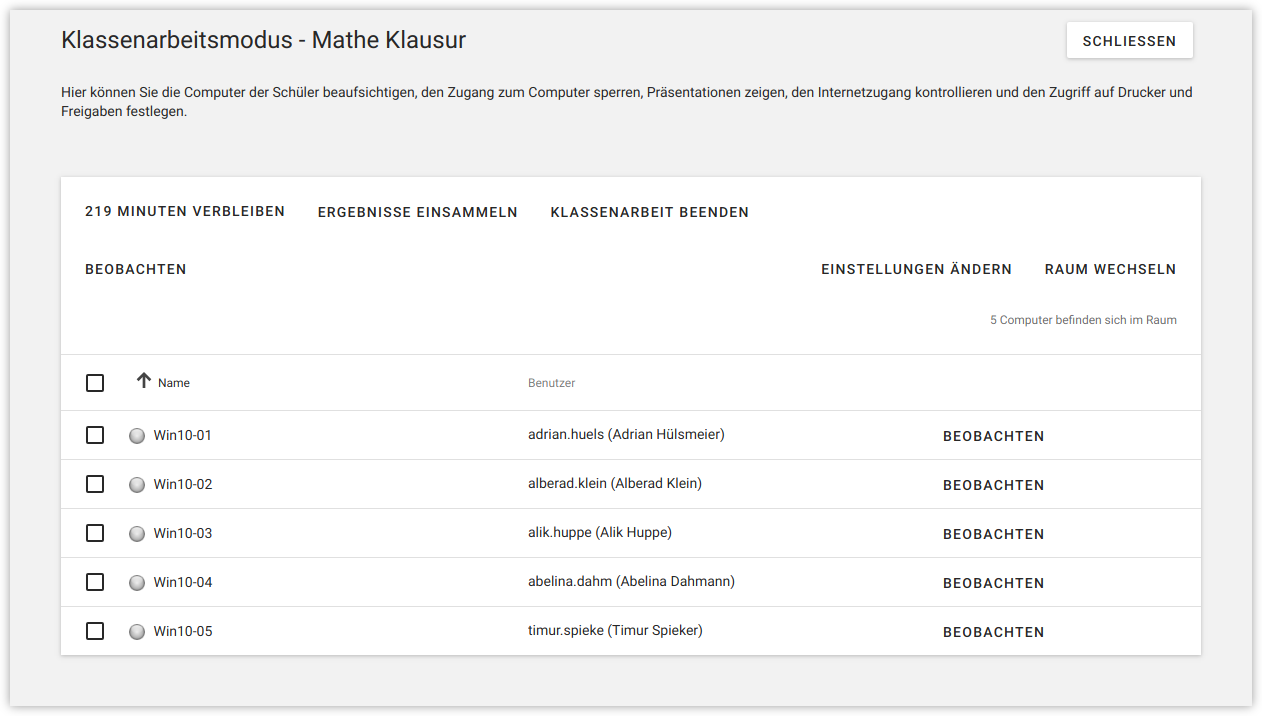 Klassenarbeitsmodus - Mathe Klausur
SCHLIESSEN
Hier können Sie die Computer der Schüler beaufsichtigen, den Zugang zum Computer sperren, Präsentationen zeigen, den Internetzugang kontrollieren und den Zugriff auf Drucker und
Freigaben festlegen.
219 MINUTEN VERBLEIBEN ERGEBNISSE EINSAMMELN KLASSENARBEIT BEENDEN
BEOBACHTEN EINSTELLUNGEN ÄNDERN RAUM WECHSELN
5 Computer befinden sich im Raum
Name Benutzer
Win10-01 adrian.huels (Adrian Hülsmeier) BEOBACHTEN
Win10-02 alberad.klein (Alberad Klein) BEOBACHTEN
Win10-03 alik.huppe (Alik Huppe) BEOBACHTEN
Win10-04 abelina.dahm (Abelina Dahmann) BEOBACHTEN
Win10-05 timur.spieke (Timur Spieker) BEOBACHTEN